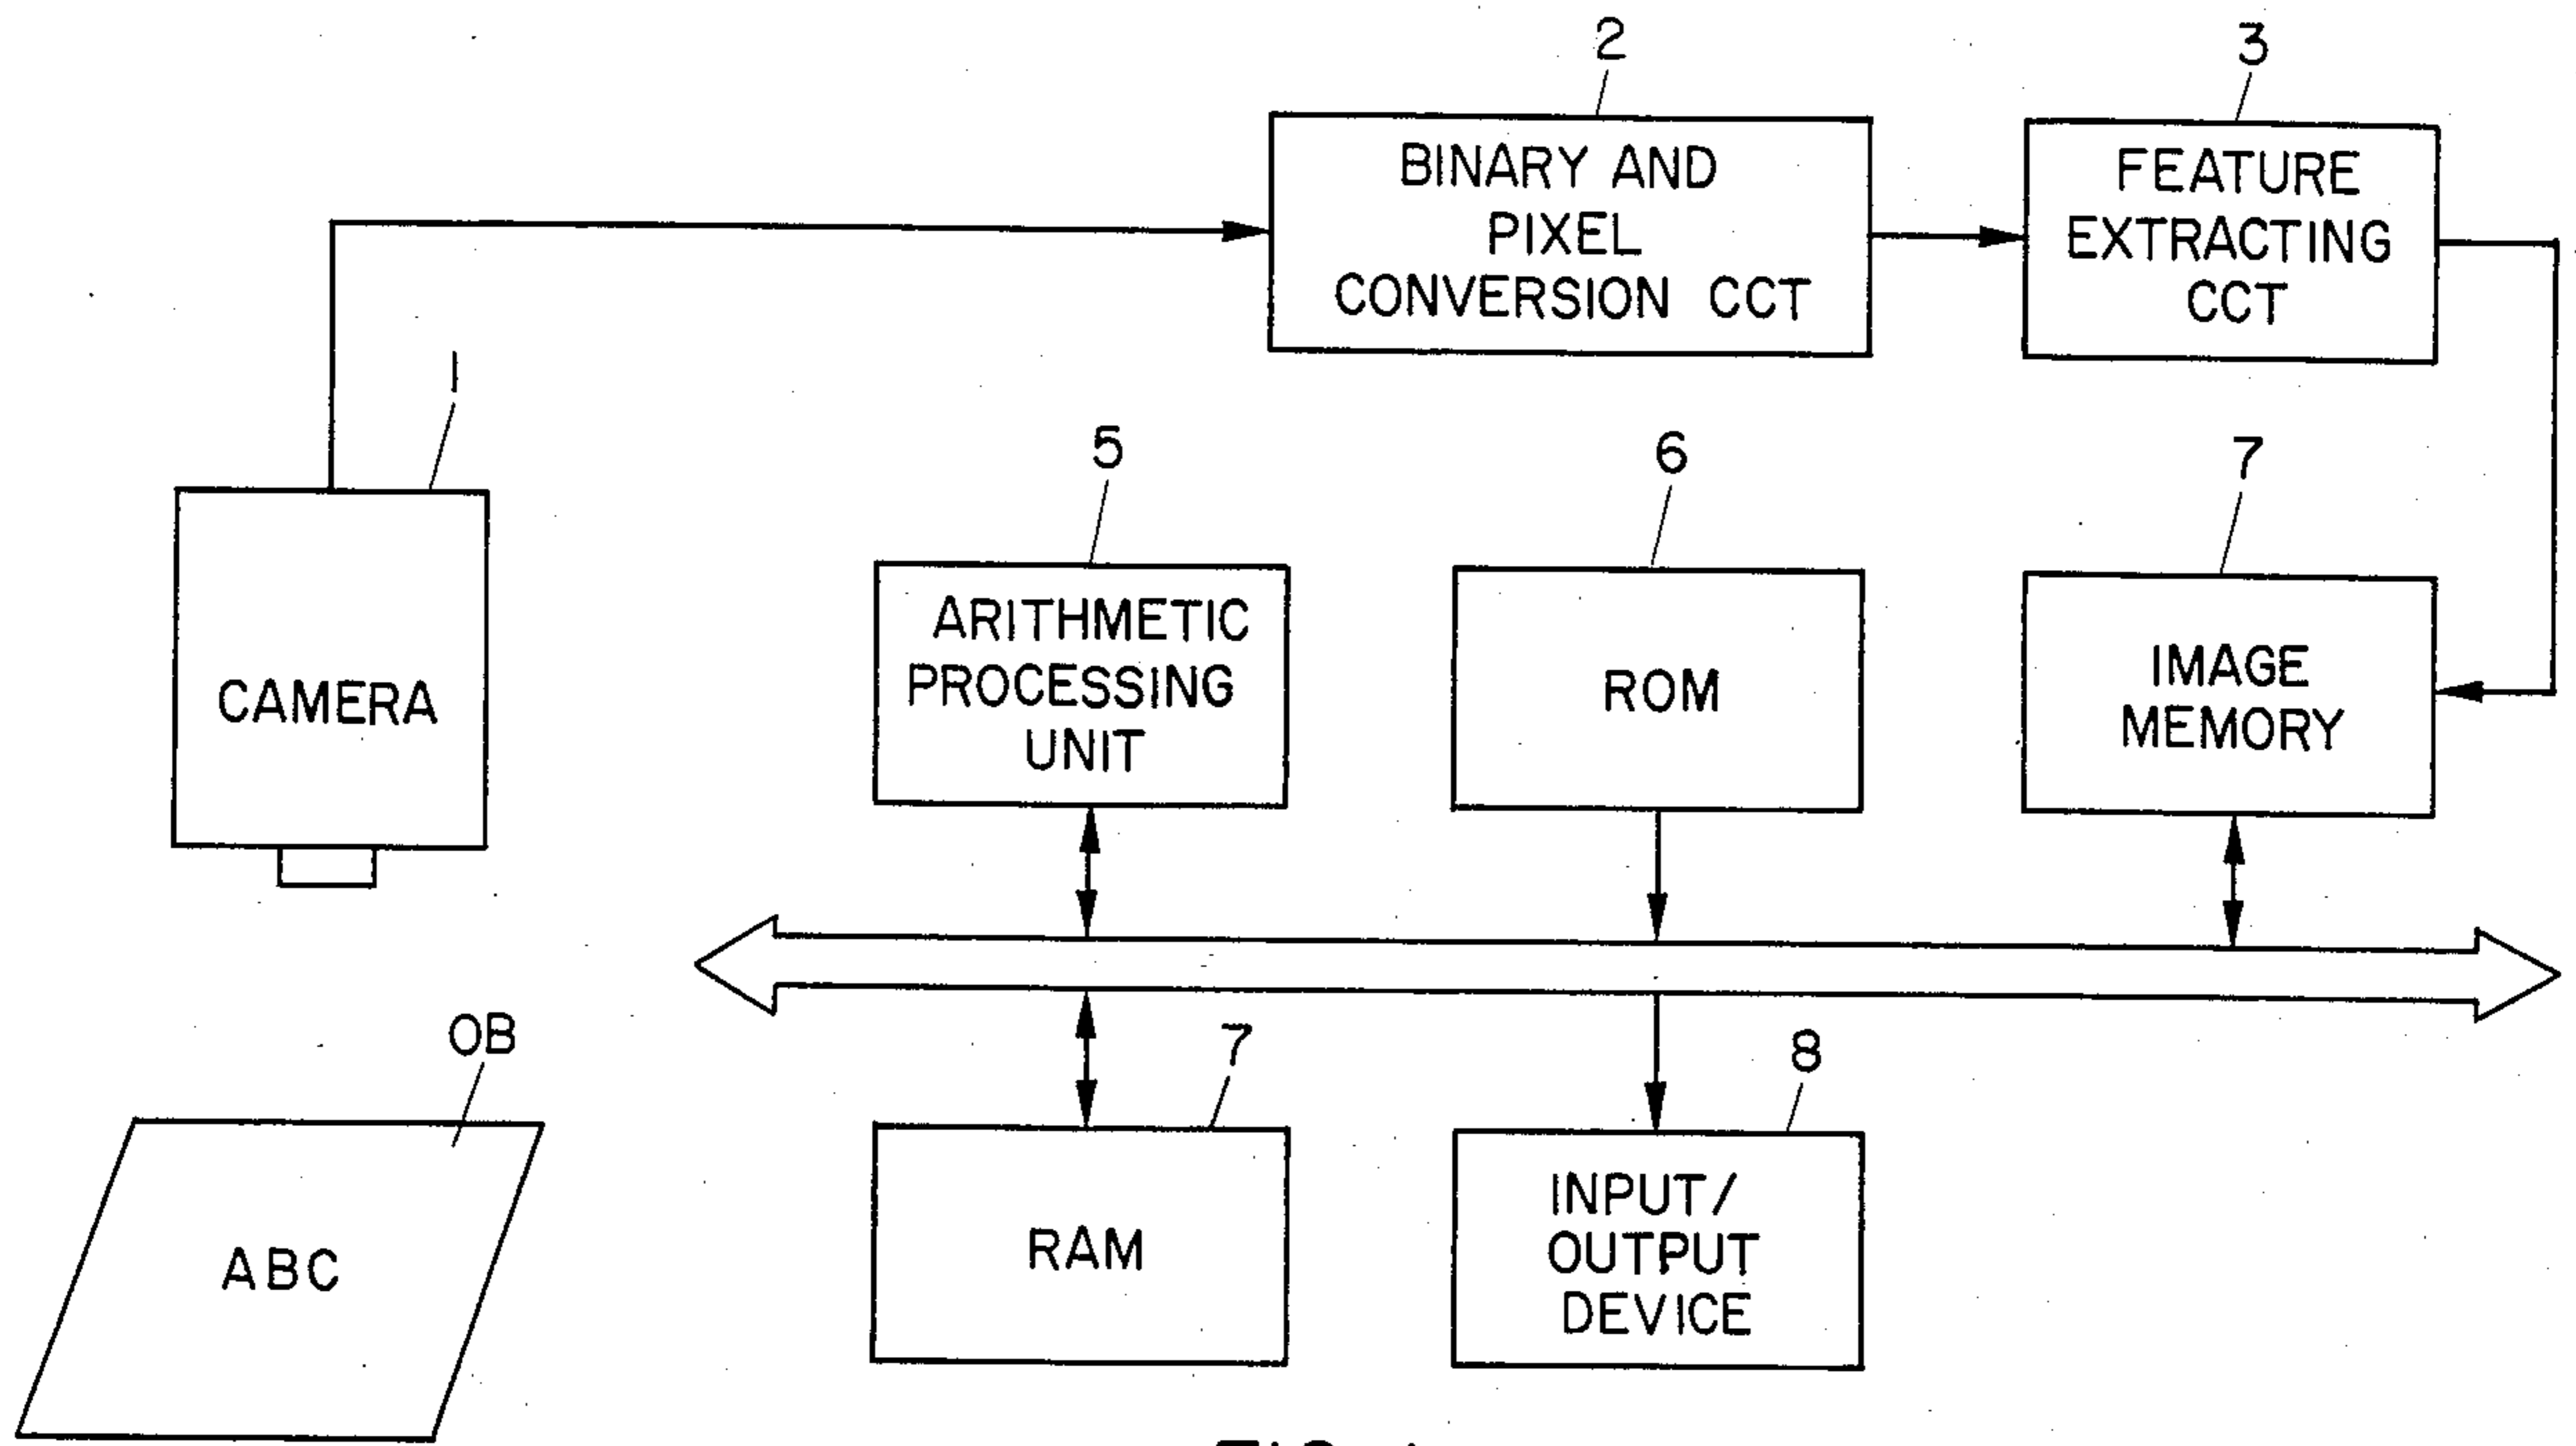 2
BINARY AND
PIXEL
CONVERSION CCT
3
FEATURE
EXTRACTING
CCT
1
CAMERA
5
ARITHMETIC
PROCESSING
UNIT
6
ROM
7
IMAGE
MEMORY
OB
ABC
7
RAM
8
INPUT/
OUTPUT
DEVICE